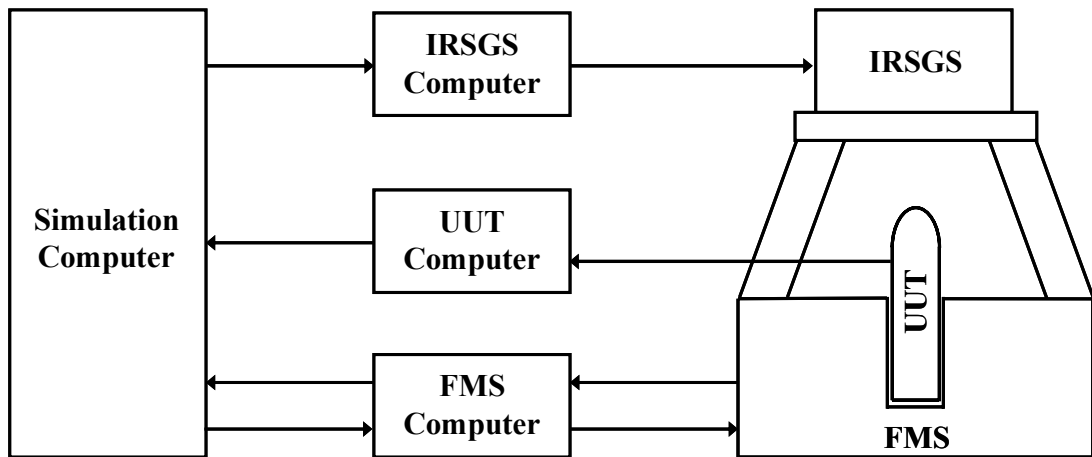 IRSGS
Computer
IRSGS
Simulation
Computer
UUT
Computer
UUT
FMS
Computer
FMS